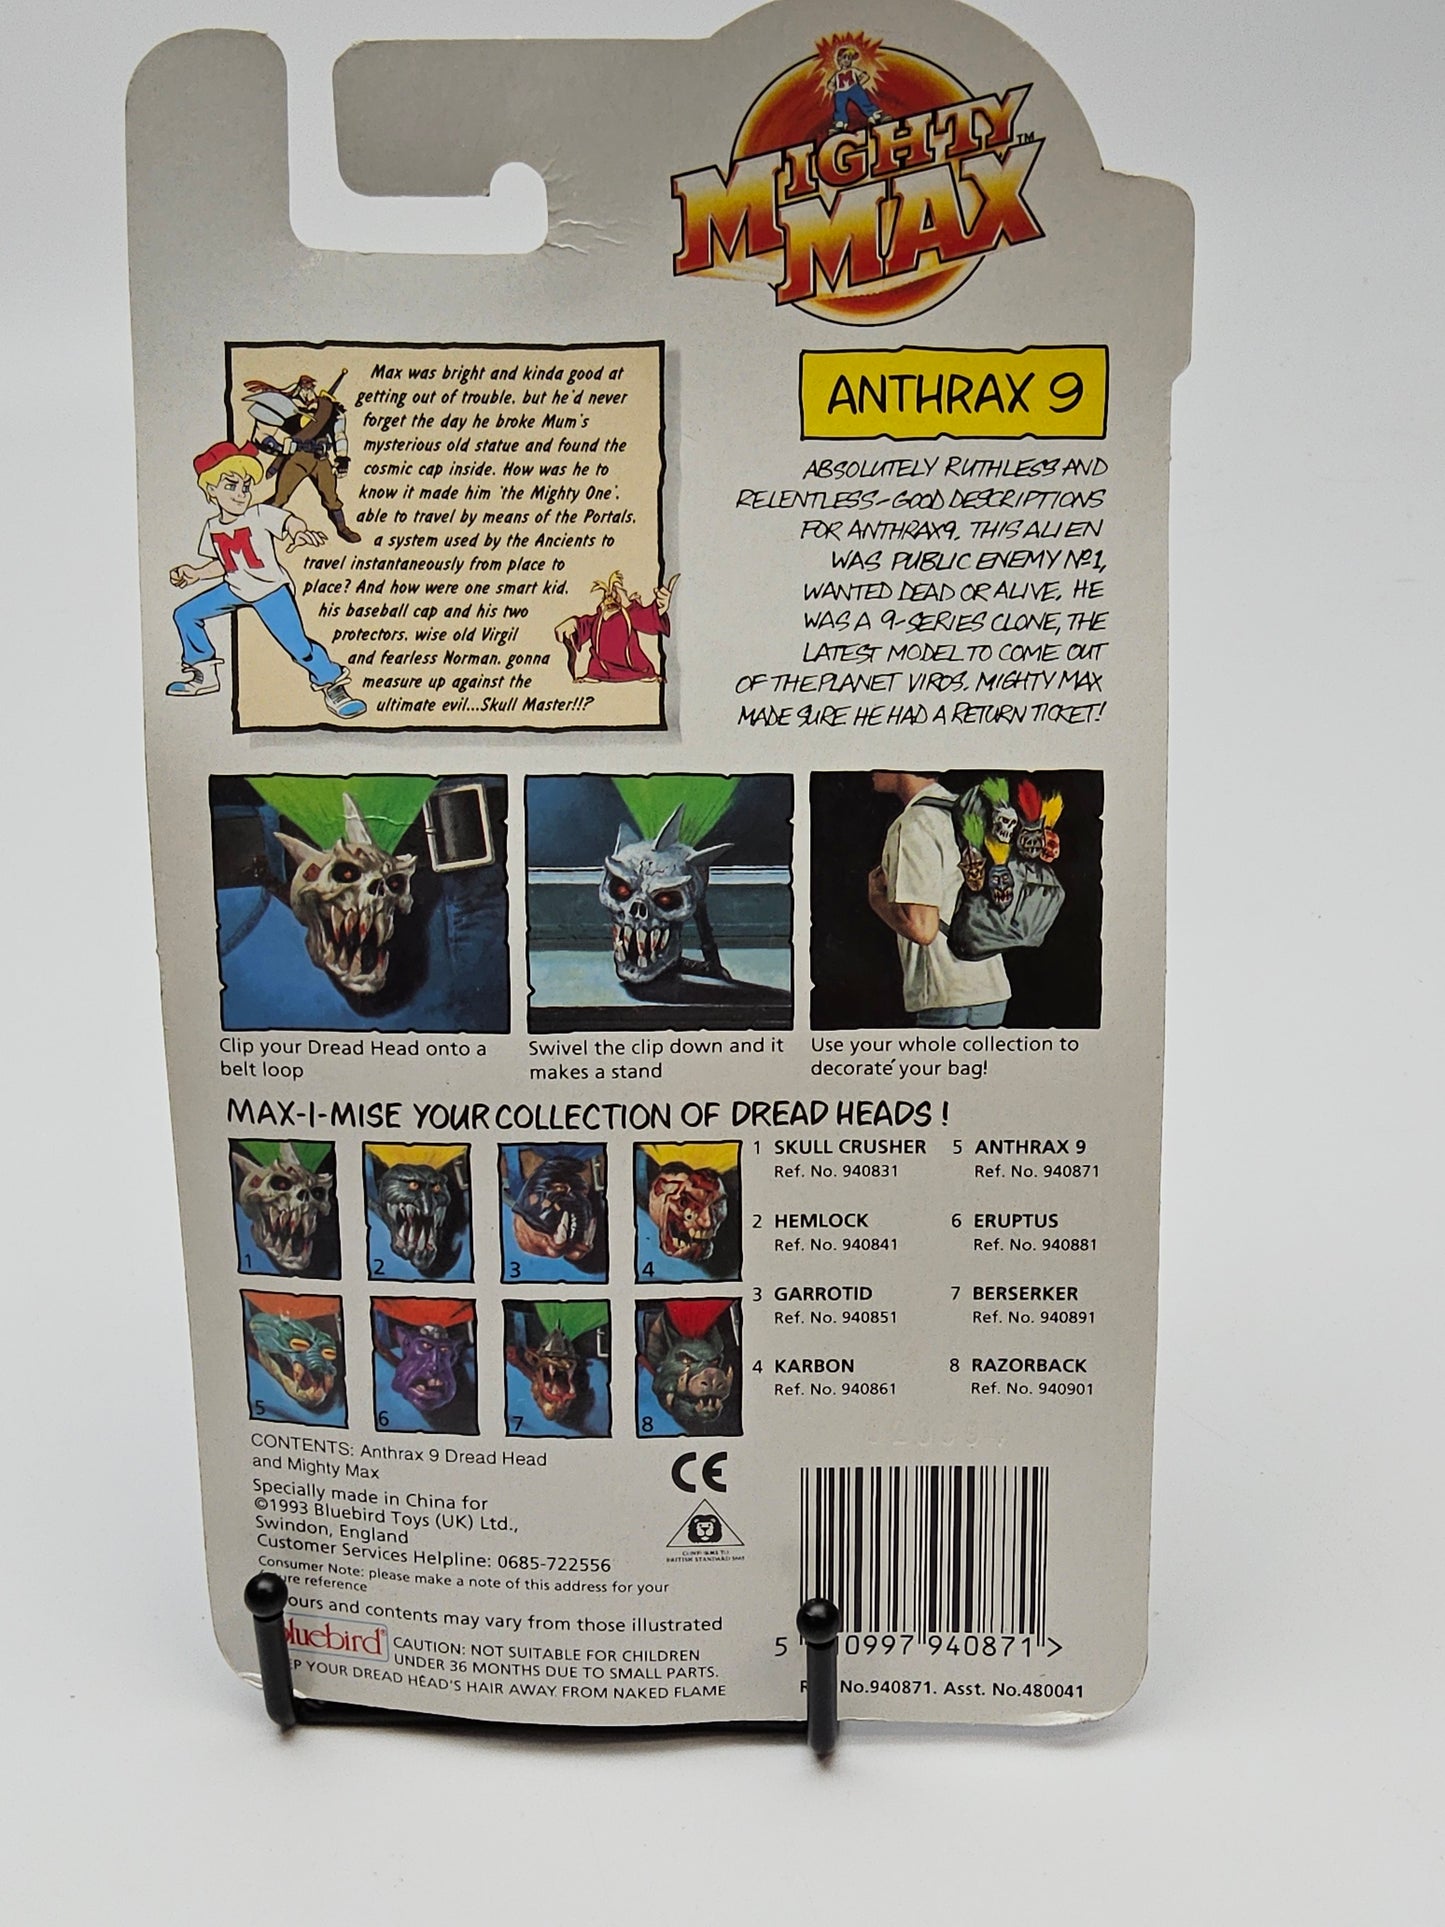 MIGHTY
MAX™
M
Max was bright and kinda good at
getting out of trouble, but he'd never
forget the day he broke Mum's
mysterious old statue and found the
cosmic cap inside. How was he to
know it made him 'the Mighty One',
able to travel by means of the Portals,
a system used by the Ancients to
travel instantaneously from place to
place? And how were one smart kid,
his baseball cap and his two
protectors, wise old Virgil
and fearless Norman, gonna
measure up against the
ultimate evil...Skull Master!!?
M
ANTHRAX 9
ABSOLUTELY RUTHLESS AND
RELENTLESS-GOOD DESCRIPTIONS
FOR ANTHRAX9. THIS ALIEN
WAS PUBLIC ENEMY Nº1,
WANTED DEAD OR ALIVE. HE
WAS A 9-SERIES CLONE, THE
LATEST MODEL TO COME OUT
OF THE PLANET VIROS. MIGHTY MAX
MADE SURE HE HAD A RETURN TICKET!
Clip your Dread Head onto a
belt loop
Swivel the clip down and it
makes a stand
Use your whole collection to
decorate your bag!
MAX-I-MISE YOUR COLLECTION OF DREAD HEADS!
1
2
3
4
5
6
7
8
1 SKULL CRUSHER
Ref. No. 940831
2 HEMLOCK
Ref. No. 940841
3 GARROTID
Ref. No. 940851
4 KARBON
Ref. No. 940861
5 ANTHRAX 9
Ref. No. 940871
6 ERUPTUS
Ref. No. 940881
7 BERSERKER
Ref. No. 940891
8 RAZORBACK
Ref. No. 940901
CONTENTS: Anthrax 9 Dread Head
and Mighty Max
Specially made in China for
©1993 Bluebird Toys (UK) Ltd.,
Swindon, England
Customer Services Helpline: 0685-722556
Consumer Note: please make a note of this address for your
reference
ours and contents may vary from those illustrated
luebird®
CAUTION: NOT SUITABLE FOR CHILDREN
UNDER 36 MONTHS DUE TO SMALL PARTS.
EP YOUR DREAD HEAD'S HAIR AWAY FROM NAKED FLAME
CE
CONFORMS TO
BRITISH STANDARD 5665
5 10997 940871 >
No.940871. Asst. No.480041